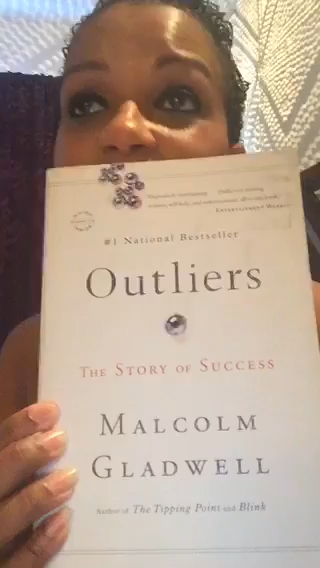 #1 National Bestseller
Outliers
THE STORY OF SUCCESS
MALCOLM
GLADWELL
Author of The Tipping Point and Blink